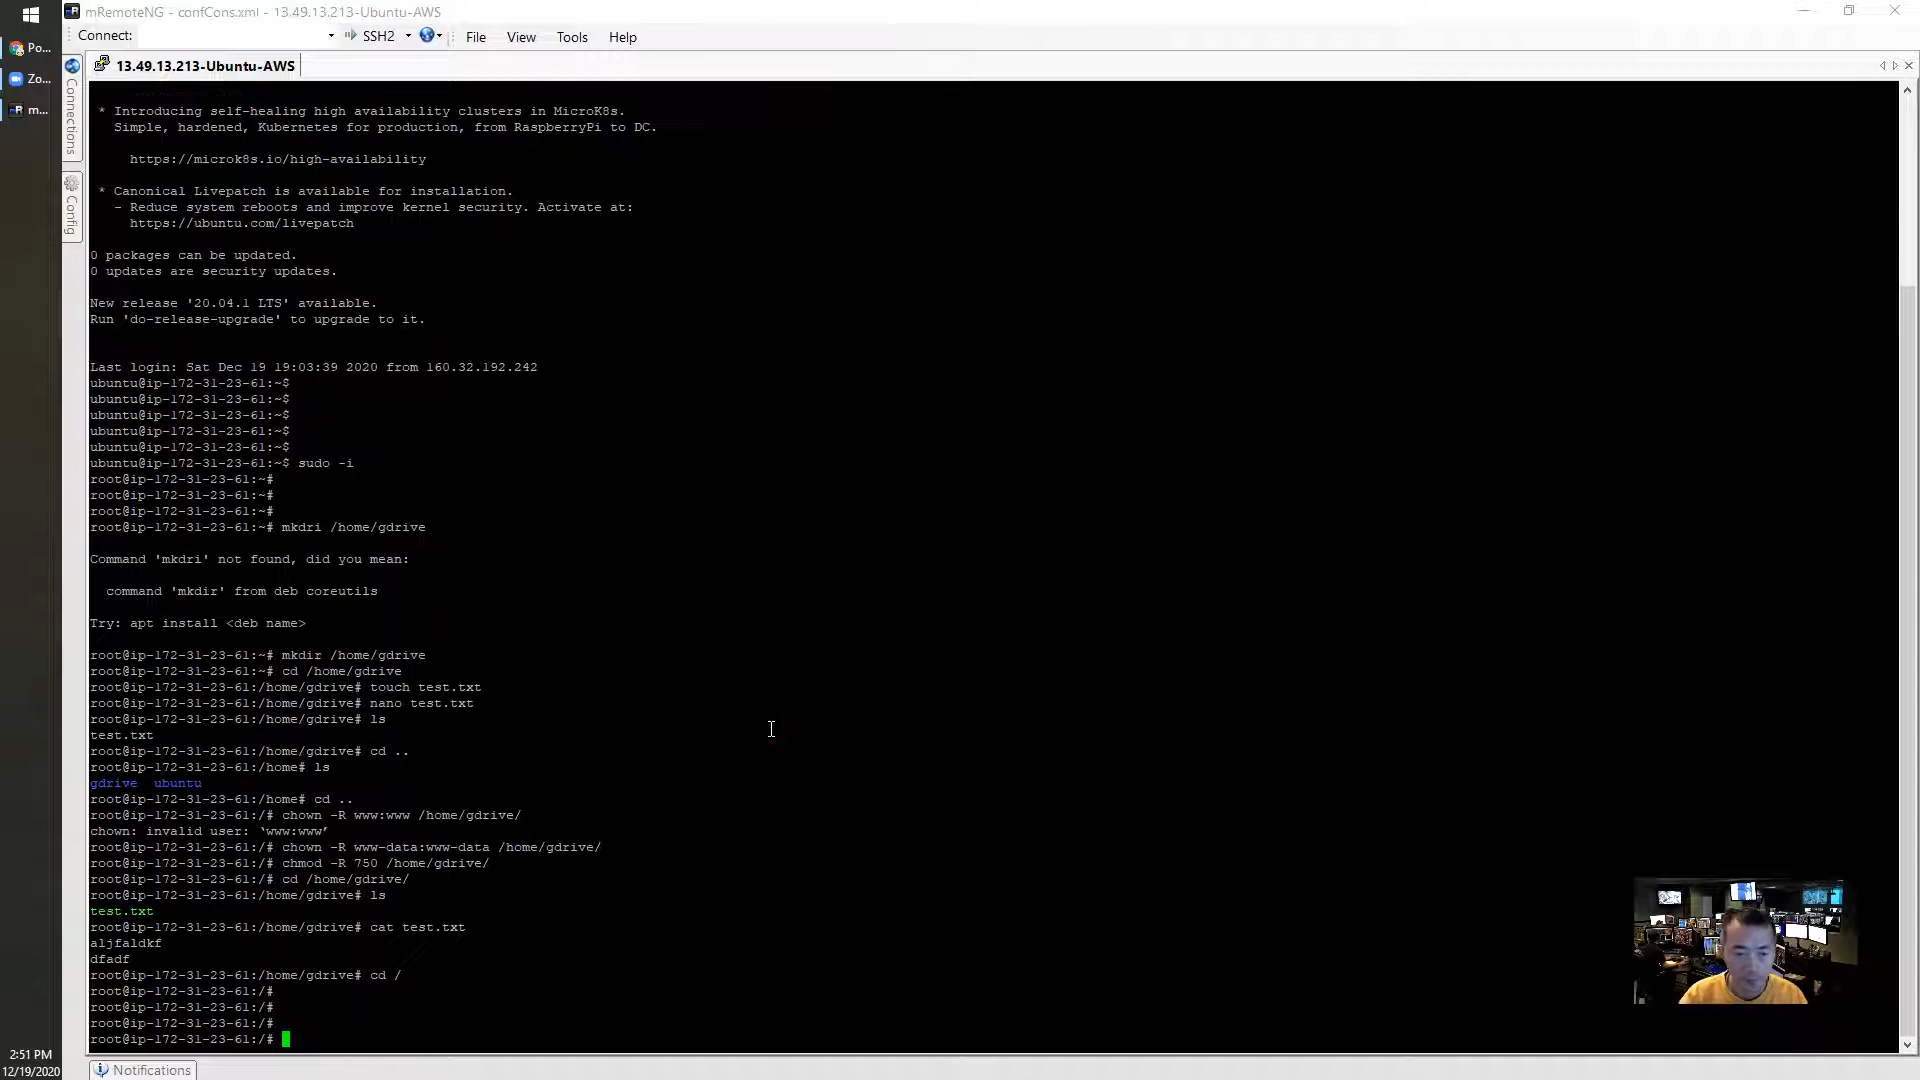 mRemoteNG - confCons.xml - 13.49.13.213-Ubuntu-AWS
Connect:
SSH2
File
View
Tools
Help
Po...
Zo...
m...
13.49.13.213-Ubuntu-AWS
Connections
Config
* Introducing self-healing high availability clusters in MicroK8s.
Simple, hardened, Kubernetes for production, from RaspberryPi to DC.
https://microk8s.io/high-availability
* Canonical Livepatch is available for installation.
- Reduce system reboots and improve kernel security. Activate at:
https://ubuntu.com/livepatch
0 packages can be updated.
0 updates are security updates.
New release '20.04.1 LTS' available.
Run 'do-release-upgrade' to upgrade to it.
Last login: Sat Dec 19 19:03:39 2020 from 160.32.192.242
ubuntu@ip-172-31-23-61:~$
ubuntu@ip-172-31-23-61:~$
ubuntu@ip-172-31-23-61:~$
ubuntu@ip-172-31-23-61:~$
ubuntu@ip-172-31-23-61:~$
ubuntu@ip-172-31-23-61:~$ sudo -i
root@ip-172-31-23-61:~#
root@ip-172-31-23-61:~#
root@ip-172-31-23-61:~#
root@ip-172-31-23-61:~# mkdri /home/gdrive
Command 'mkdri' not found, did you mean:
command 'mkdir' from deb coreutils
Try: apt install <deb name>
root@ip-172-31-23-61:~# mkdir /home/gdrive
root@ip-172-31-23-61:~# cd /home/gdrive
root@ip-172-31-23-61:/home/gdrive# touch test.txt
root@ip-172-31-23-61:/home/gdrive# nano test.txt
root@ip-172-31-23-61:/home/gdrive# ls
test.txt
root@ip-172-31-23-61:/home/gdrive# cd ..
root@ip-172-31-23-61:/home# ls
gdrive  ubuntu
root@ip-172-31-23-61:/home# cd ..
root@ip-172-31-23-61:/# chown -R www:www /home/gdrive/
chown: invalid user: ‘www:www’
root@ip-172-31-23-61:/# chown -R www-data:www-data /home/gdrive/
root@ip-172-31-23-61:/# chmod -R 750 /home/gdrive/
root@ip-172-31-23-61:/# cd /home/gdrive/
root@ip-172-31-23-61:/home/gdrive# ls
test.txt
root@ip-172-31-23-61:/home/gdrive# cat test.txt
aljfaldkf
dfadf
root@ip-172-31-23-61:/home/gdrive# cd /
root@ip-172-31-23-61:/#
root@ip-172-31-23-61:/#
root@ip-172-31-23-61:/#
root@ip-172-31-23-61:/#
Notifications
2:51 PM
12/19/2020